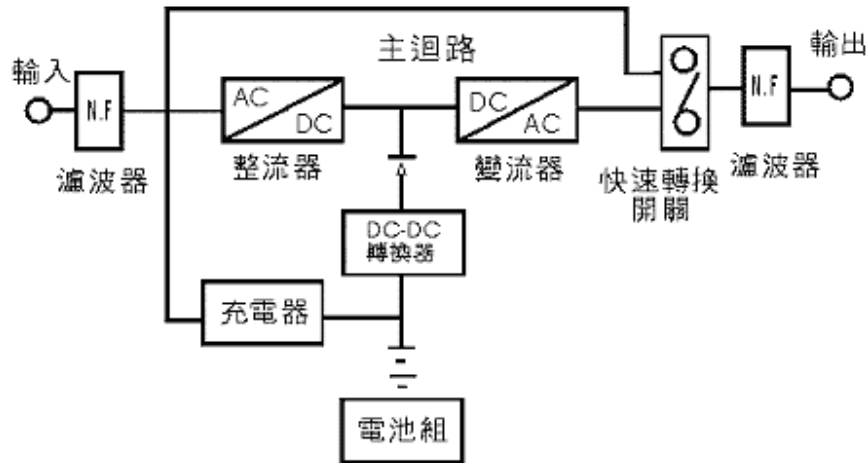 主迴路
輸入
輸出
N.F
AC
DC
DC
AC
N.F
濾波器
整流器
變流器
快速轉換
開關
濾波器
DC-DC
轉換器
充電器
電池組